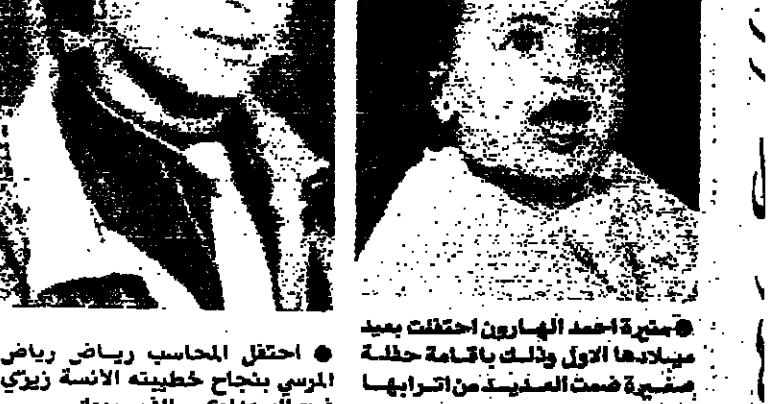 ● منيرة احمد الهارون احتفلت بعيد
ميلادها الاول وذلك باقامة حفلة
صغيرة ضمت العديد من اترابها
● احتفل المحاسب رياض رياض
المرسي بنجاح خطيبته الانسة زيزي